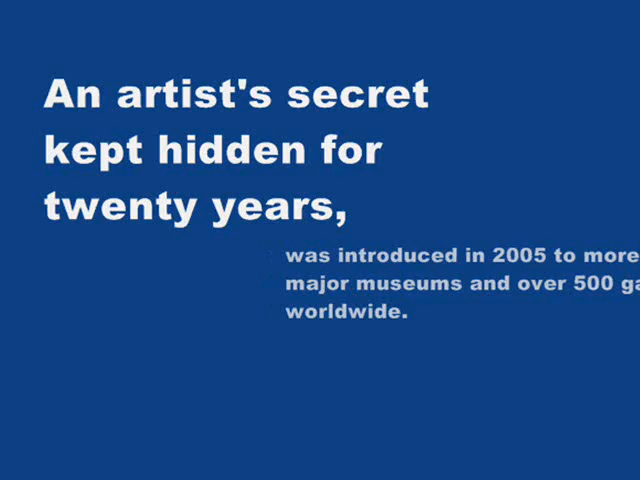 An artist's secret
kept hidden for
twenty years,
was introduced in 2005 to more
major museums and over 500
worldwide.